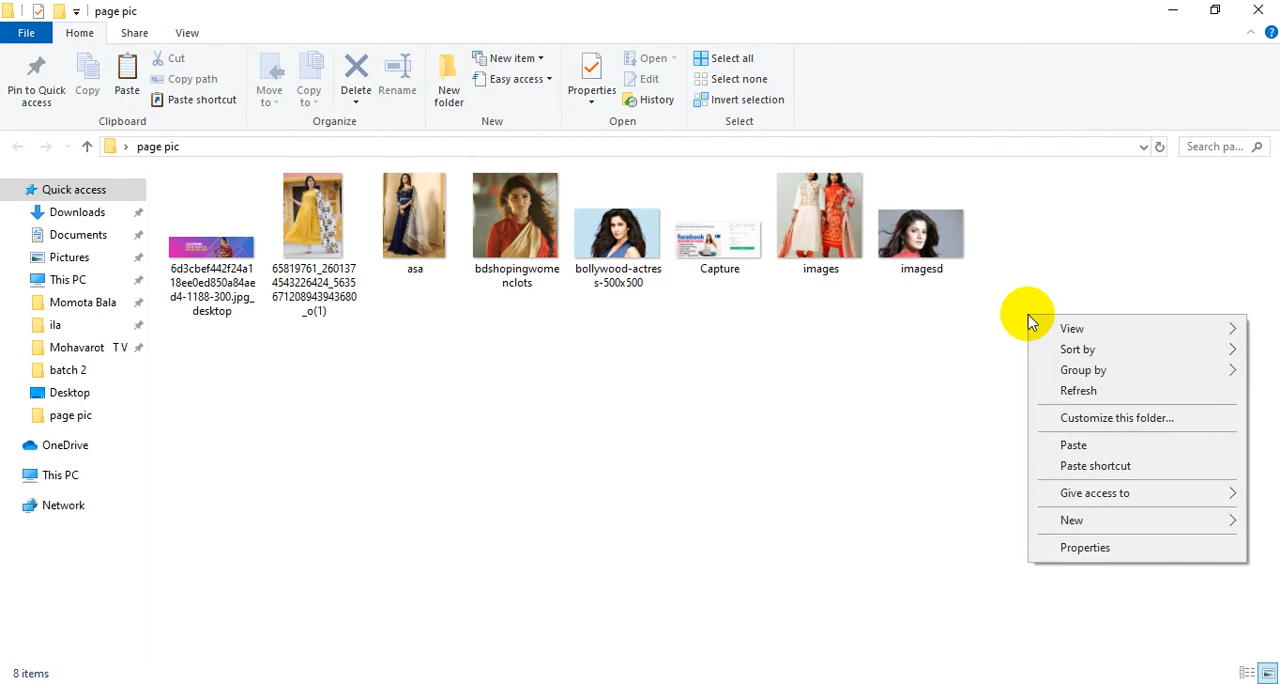 page pic
File Home Share View
Pin to Quick access
Copy
Paste
Cut
Copy path
Paste shortcut
Clipboard
Move to
Copy to
Delete
Rename
Organize
New folder
New item
Easy access
New
Properties
Open
Edit
History
Open
Select all
Select none
Invert selection
Select
page pic
Search pa...
Quick access
Downloads
Documents
Pictures
This PC
Momota Bala
ila
Mohavarot T V
batch 2
Desktop
page pic
OneDrive
This PC
Network
6d3cbef442f24a1
18ee0ed850a84ae
d4-1188-300.jpg_
desktop
65819761_260137
4543226424_5635
671208943943680
_o(1)
asa
bdshopingwome
nclots
bollywood-actres
s-500x500
facebook
Capture
images
imagesd
View
Sort by
Group by
Refresh
Customize this folder...
Paste
Paste shortcut
Give access to
New
Properties
8 items